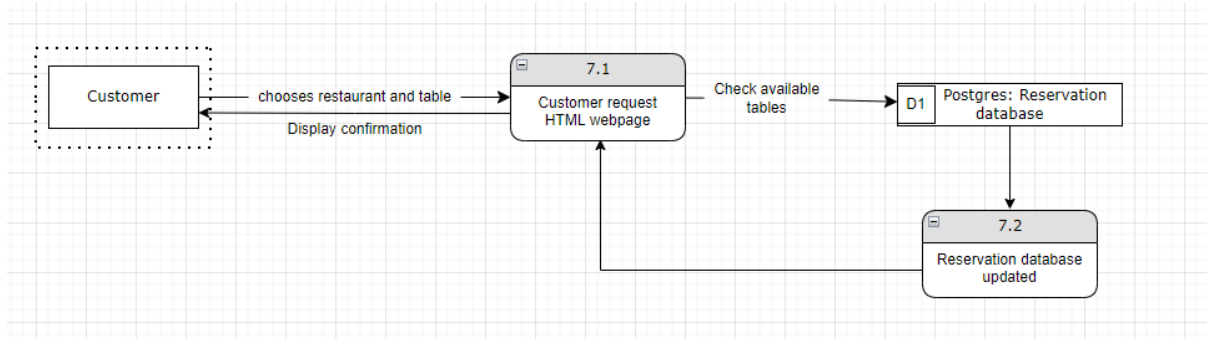 Customer
chooses restaurant and table
Display confirmation
7.1
Customer request
HTML webpage
Check available
tables
D1
Postgres: Reservation
database
7.2
Reservation database
updated